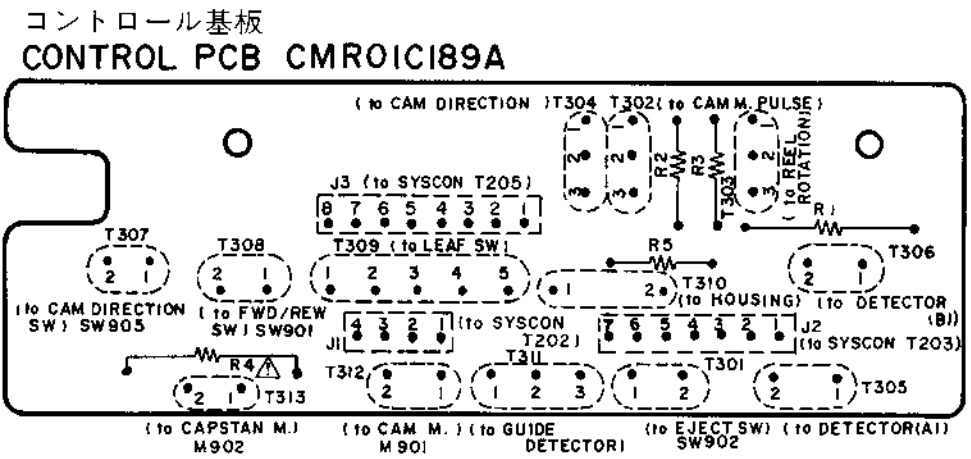 コントロール基板
CONTROL PCB CMR01C189A
( to CAM DIRECTION ) T304 T302 ( to CAM M. PULSE )
1 1 1
2 2 2
3 3 3
R2 R3 T303 ( to REEL ROTATION )
R1
J3 ( to SYSCON T205 )
8 7 6 5 4 3 2 1
T307
2 1
( to CAM DIRECTION
SW ) SW905
T308
2 1
( to FWD/REW
SW ) SW901
T309 ( to LEAF SW )
1 2 3 4 5
R5
T310
1 2
( to HOUSING )
T306
2 1
( to DETECTOR
(B) )
J1
4 3 2 1
( to SYSCON
T202 )
7 6 5 4 3 2 1
J2
( to SYSCON T203 )
R4 ⚠
T313
2 1
( to CAPSTAN M. )
M902
T312
2 1
( to CAM M. )
M901
T311
1 2 3
( to GUIDE
DETECTOR )
T301
1 2
( to EJECT SW )
SW902
T305
2 1
( to DETECTOR (A) )